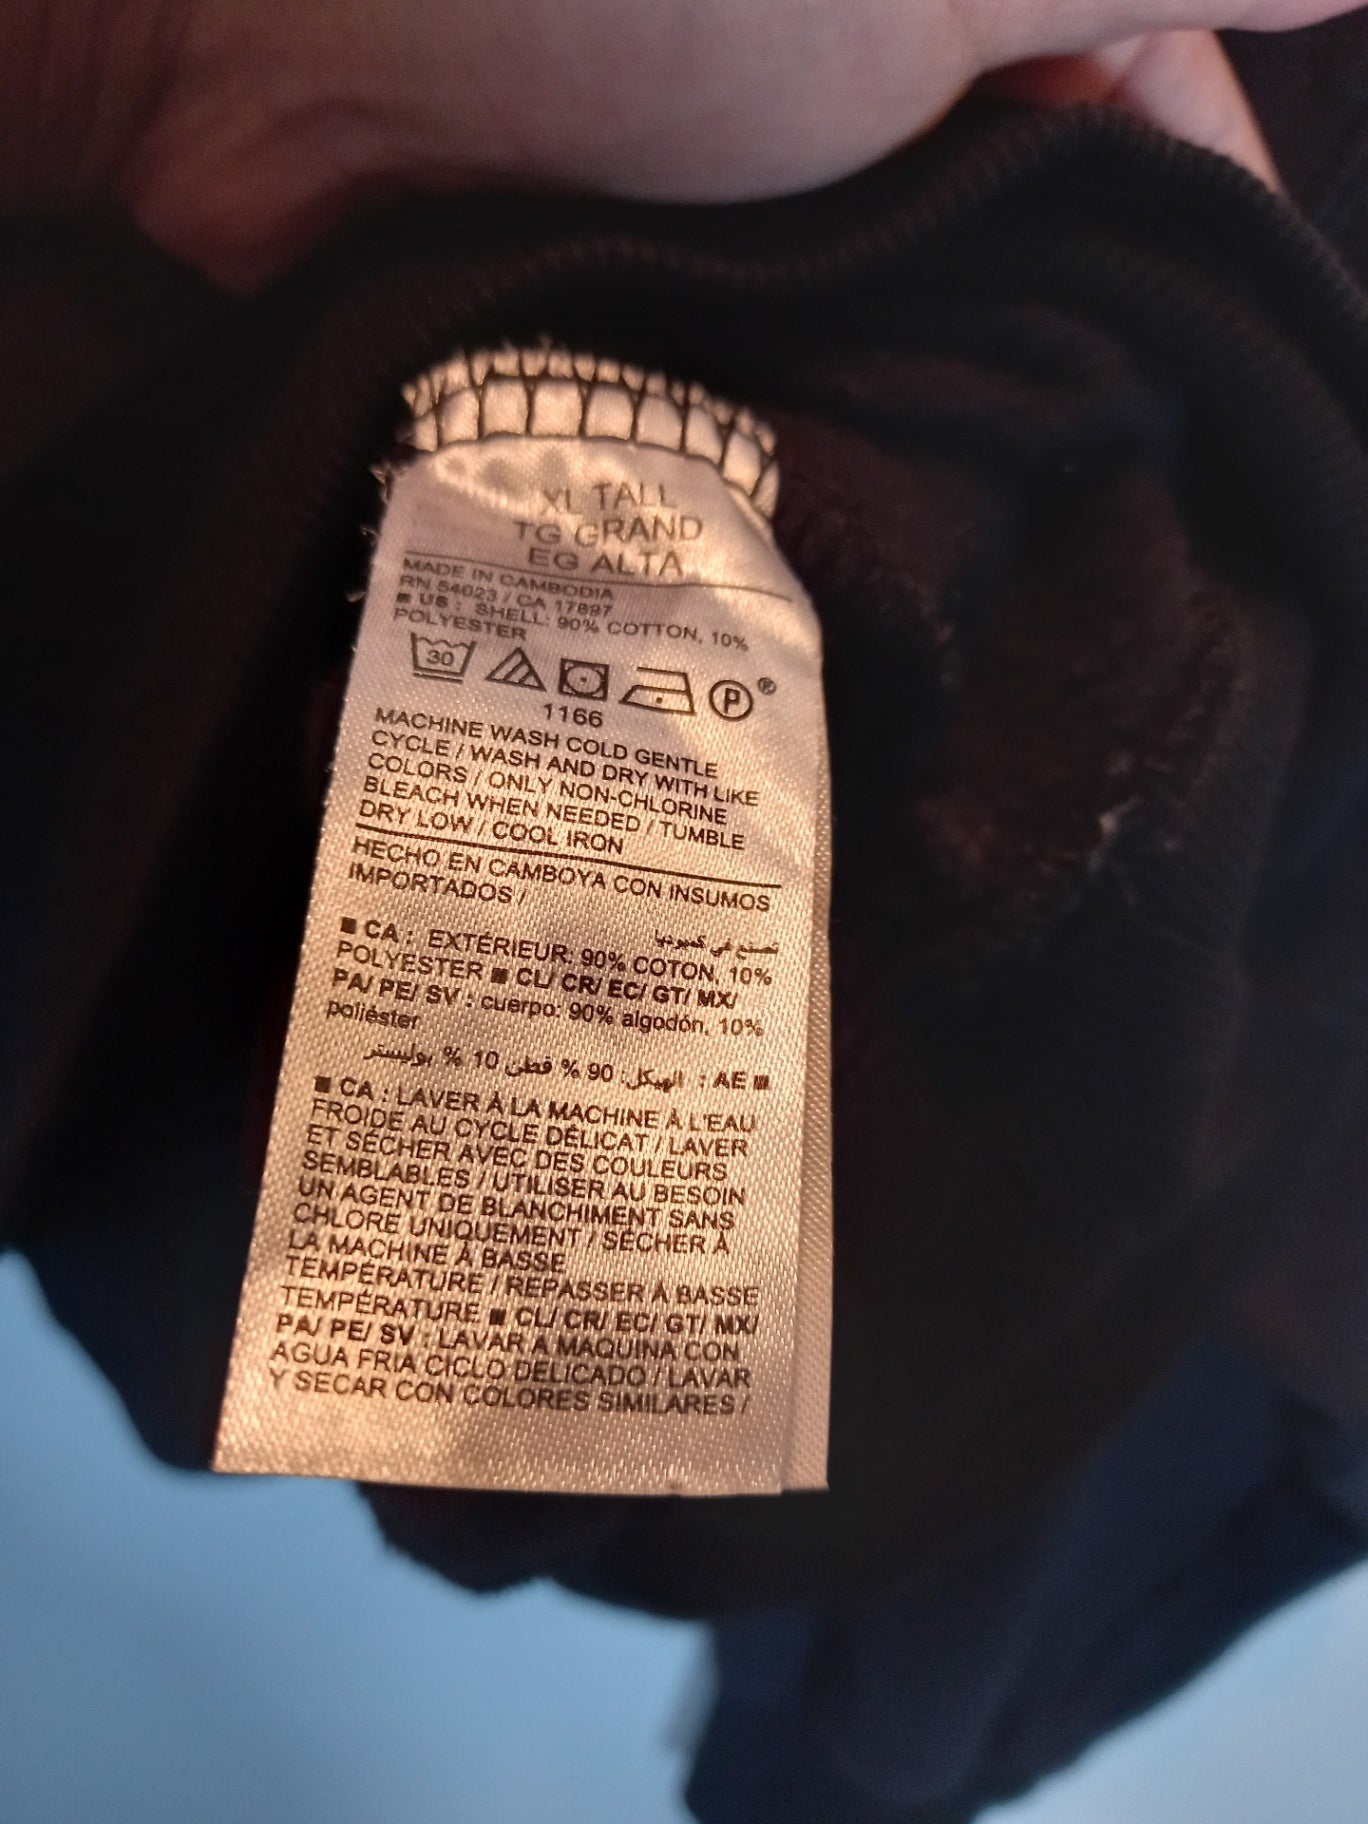 XL TALL
TG GRAND
EG ALTA
MADE IN CAMBODIA
RN 54023 / CA 17897
■ US : SHELL: 90% COTTON, 10%
POLYESTER
30 P ®
1166
MACHINE WASH COLD GENTLE
CYCLE / WASH AND DRY WITH LIKE
COLORS / ONLY NON-CHLORINE
BLEACH WHEN NEEDED / TUMBLE
DRY LOW / COOL IRON
HECHO EN CAMBOYA CON INSUMOS
IMPORTADOS /
تصنيع في كمبوديا
■ CA : EXTÉRIEUR: 90% COTON, 10%
POLYESTER ■ CL/ CR/ EC/ GT/ MX/
PA/ PE/ SV : cuerpo: 90% algodón, 10%
poliéster
■ AE : الهيكل: 90 % قطن 10 % بوليستر
■ CA : LAVER À LA MACHINE À L'EAU
FROIDE AU CYCLE DÉLICAT / LAVER
ET SÉCHER AVEC DES COULEURS
SEMBLABLES / UTILISER AU BESOIN
UN AGENT DE BLANCHIMENT SANS
CHLORE UNIQUEMENT / SÉCHER À
LA MACHINE À BASSE
TEMPÉRATURE / REPASSER À BASSE
TEMPÉRATURE ■ CL/ CR/ EC/ GT/ MX/
PA/ PE/ SV : LAVAR A MAQUINA CON
AGUA FRIA CICLO DELICADO / LAVAR
Y SECAR CON COLORES SIMILARES /